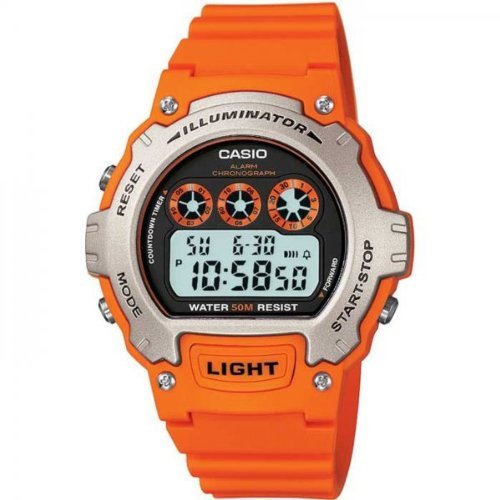 ILLUMINATOR
CASIO
ALARM
CHRONOGRAPH
RESET
COUNTDOWN TIMER
MODE
START·STOP
FORWARD
SU 6-30
P 10:58 50
WATER 50M RESIST
LIGHT